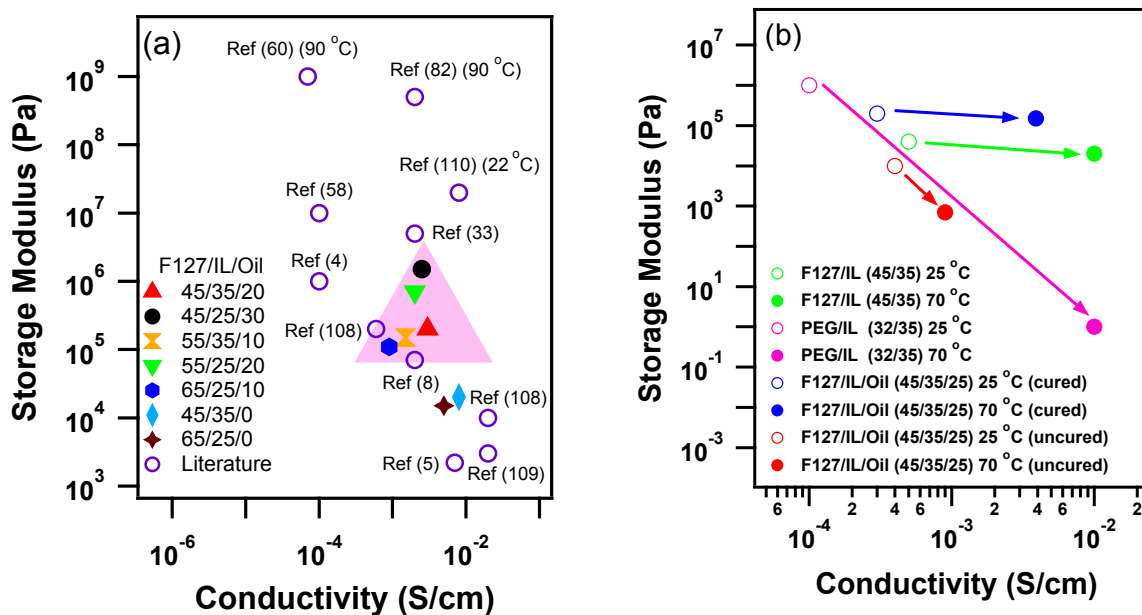 (a)
Storage Modulus (Pa)
10^9
10^8
10^7
10^6
10^5
10^4
10^3
Ref (60) (90 °C)
Ref (82) (90 °C)
Ref (110) (22 °C)
Ref (58)
Ref (33)
Ref (4)
Ref (108)
Ref (8)
Ref (108)
Ref (5)
Ref (109)
F127/IL/Oil
45/35/20
45/25/30
55/35/10
55/25/20
65/25/10
45/35/0
65/25/0
Literature
10^-6
10^-4
10^-2
Conductivity (S/cm)
(b)
Storage Modulus (Pa)
10^7
10^5
10^3
10^1
10^-1
10^-3
F127/IL (45/35) 25 °C
F127/IL (45/35) 70 °C
PEG/IL (32/35) 25 °C
PEG/IL (32/35) 70 °C
F127/IL/Oil (45/35/25) 25 °C (cured)
F127/IL/Oil (45/35/25) 70 °C (cured)
F127/IL/Oil (45/35/25) 25 °C (uncured)
F127/IL/Oil (45/35/25) 70 °C (uncured)
6 8 10^-4 2 4 6 8 10^-3 2 4 6 8 10^-2 2
Conductivity (S/cm)